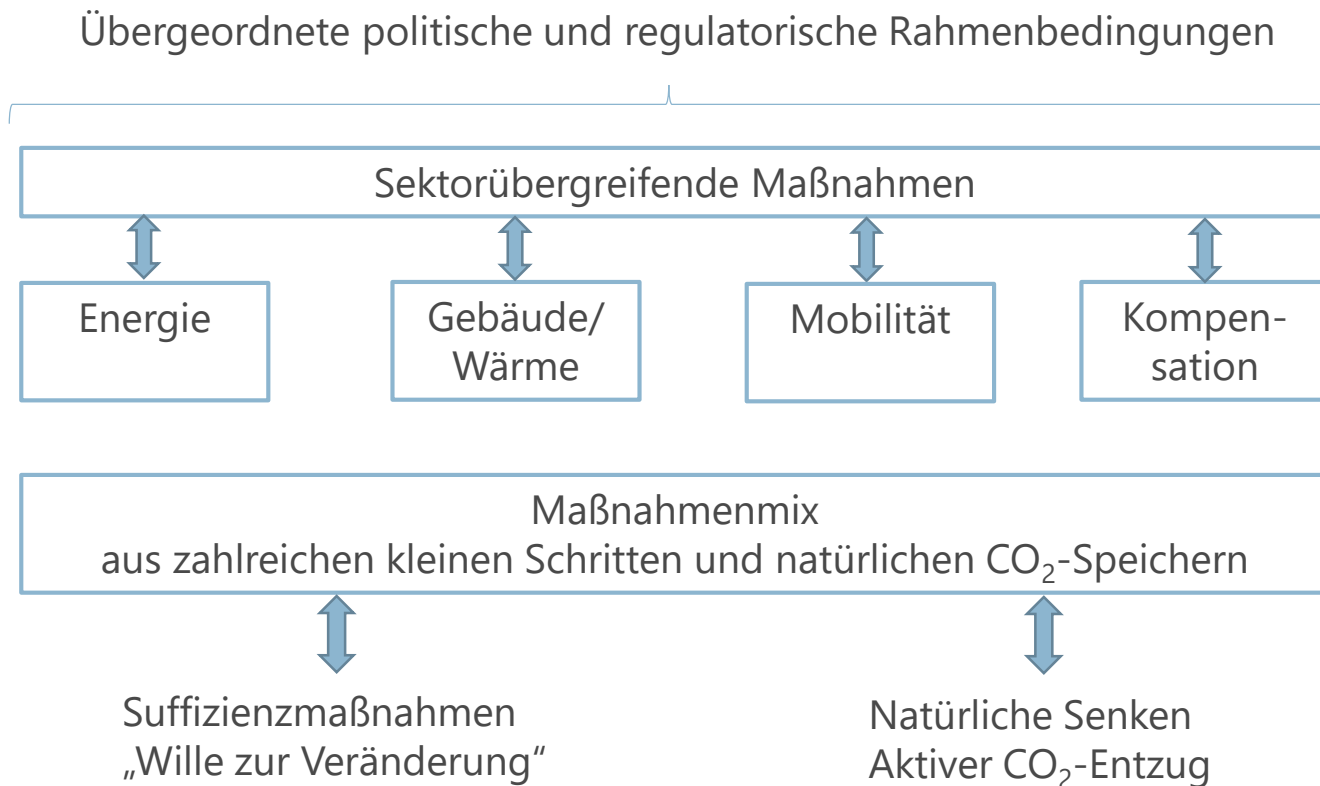 Übergeordnete politische und regulatorische Rahmenbedingungen
Sektorübergreifende Maßnahmen
Energie
Gebäude/
Wärme
Mobilität
Kompen-
sation
Maßnahmenmix
aus zahlreichen kleinen Schritten und natürlichen CO₂-Speichern
Suffizienzmaßnahmen
„Wille zur Veränderung“
Natürliche Senken
Aktiver CO₂-Entzug